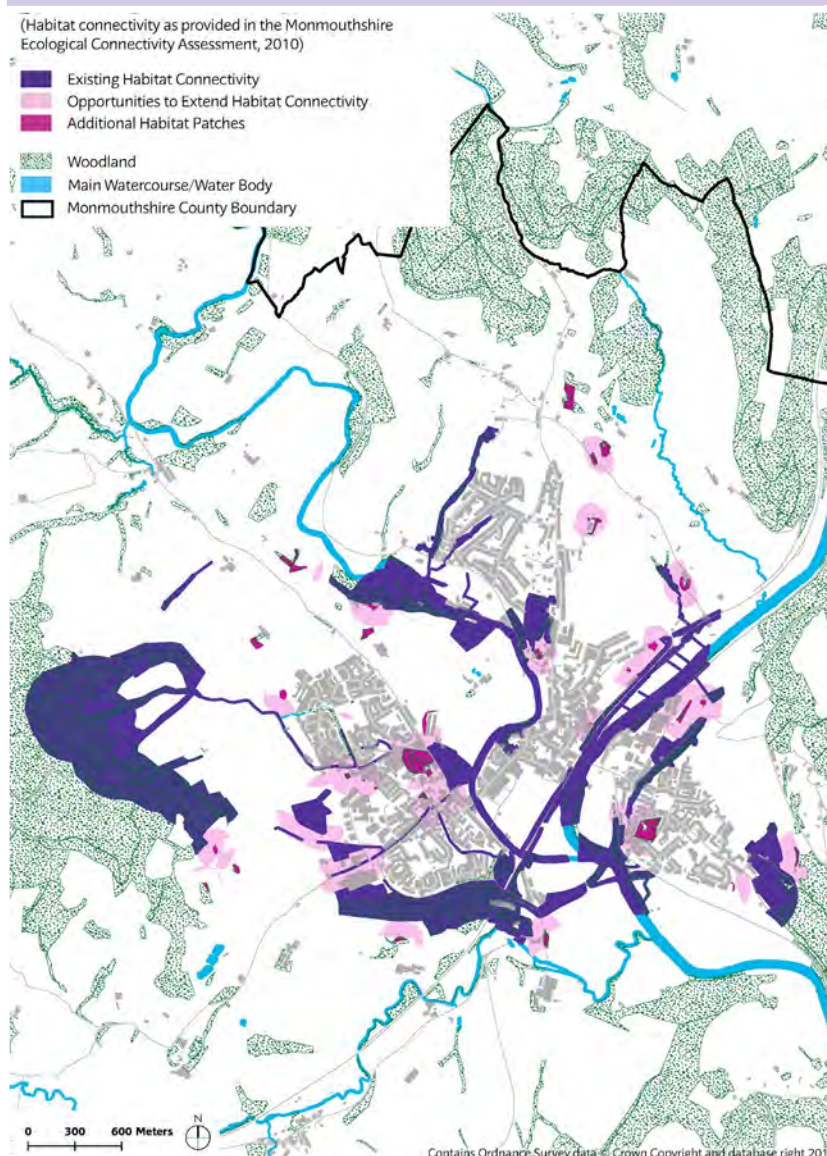 (Habitat connectivity as provided in the Monmouthshire
Ecological Connectivity Assessment, 2010)
Existing Habitat Connectivity
Opportunities to Extend Habitat Connectivity
Additional Habitat Patches
Woodland
Main Watercourse/Water Body
Monmouthshire County Boundary
N
0 300 600 Meters
Contains Ordnance Survey data © Crown Copyright and database right 201